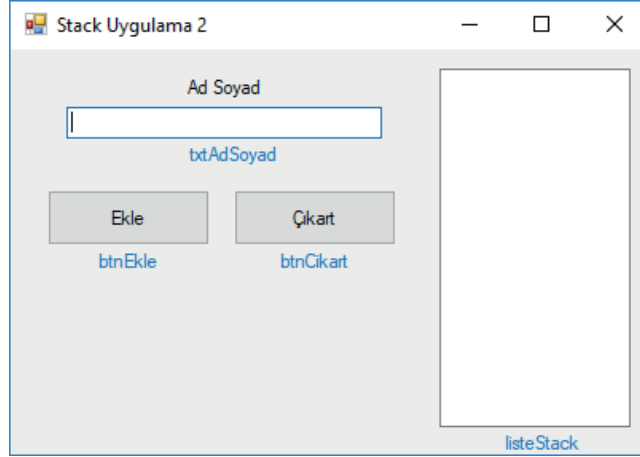 Stack Uygulama 2
Ad Soyad
txtAdSoyad
Ekle
Çıkart
btnEkle
btnCikart
listeStack